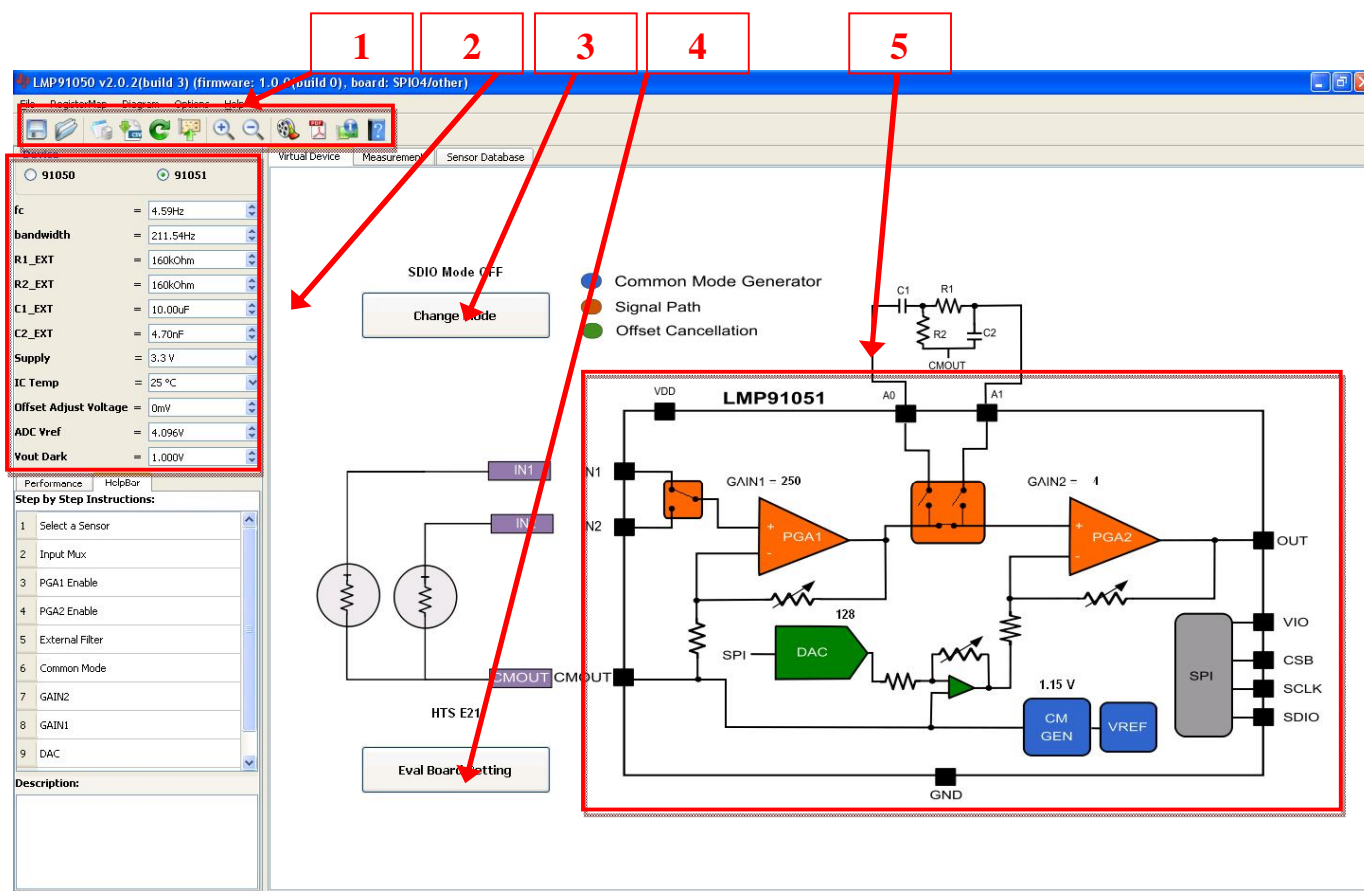 1 2 3 4 5
LMP91050 v2.0.2(build 3) (firmware: 1.0.0(build 0), board: SPIO4/other)
File RegisterMap Diagram Options Help
Device
91050 91051
fc = 4.59Hz
bandwidth = 211.54Hz
R1_EXT = 160kOhm
R2_EXT = 160kOhm
C1_EXT = 10.00uF
C2_EXT = 4.70nF
Supply = 3.3 V
IC Temp = 25 °C
Offset Adjust Voltage = 0mV
ADC Vref = 4.096V
Vout Dark = 1.000V
Performance HelpBar
Step by Step Instructions:
1 Select a Sensor
2 Input Mux
3 PGA1 Enable
4 PGA2 Enable
5 External Filter
6 Common Mode
7 GAIN2
8 GAIN1
9 DAC
Description:
Virtual Device Measurement Sensor Database
SDIO Mode OFF
Change Mode
Common Mode Generator
Signal Path
Offset Cancellation
C1 R1
R2 C2
CMOUT
VDD LMP91051 A0 A1
IN1 IN1
IN2 IN2
GAIN1 = 250
GAIN2 = 4
PGA1
+
-
PGA2
+
-
OUT
128
SPI DAC
CMOUT CMOUT
1.15 V
CM
GEN
VREF
SPI
VIO
CSB
SCLK
SDIO
GND
HTS E21
Eval Board Setting